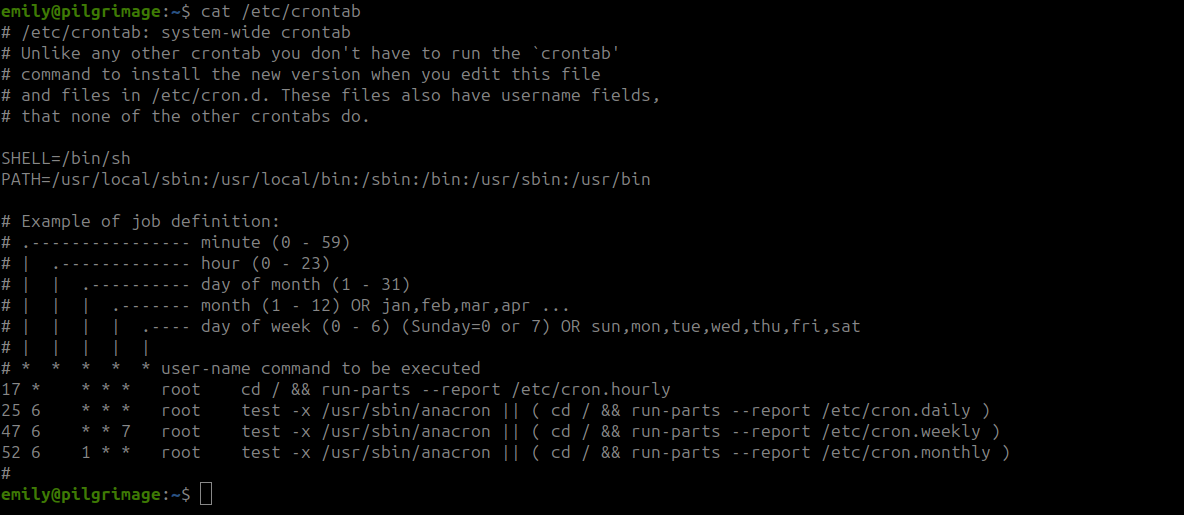 emily@pilgrimage:~$ cat /etc/crontab
# /etc/crontab: system-wide crontab
# Unlike any other crontab you don't have to run the `crontab'
# command to install the new version when you edit this file
# and files in /etc/cron.d. These files also have username fields,
# that none of the other crontabs do.

SHELL=/bin/sh
PATH=/usr/local/sbin:/usr/local/bin:/sbin:/bin:/usr/sbin:/usr/bin

# Example of job definition:
# .---------------- minute (0 - 59)
# |  .------------- hour (0 - 23)
# |  |  .---------- day of month (1 - 31)
# |  |  |  .------- month (1 - 12) OR jan,feb,mar,apr ...
# |  |  |  |  .---- day of week (0 - 6) (Sunday=0 or 7) OR sun,mon,tue,wed,thu,fri,sat
# |  |  |  |  |
# *  *  *  *  * user-name command to be executed
17 *    * * *   root    cd / && run-parts --report /etc/cron.hourly
25 6    * * *   root    test -x /usr/sbin/anacron || ( cd / && run-parts --report /etc/cron.daily )
47 6    * * 7   root    test -x /usr/sbin/anacron || ( cd / && run-parts --report /etc/cron.weekly )
52 6    1 * *   root    test -x /usr/sbin/anacron || ( cd / && run-parts --report /etc/cron.monthly )
#
emily@pilgrimage:~$